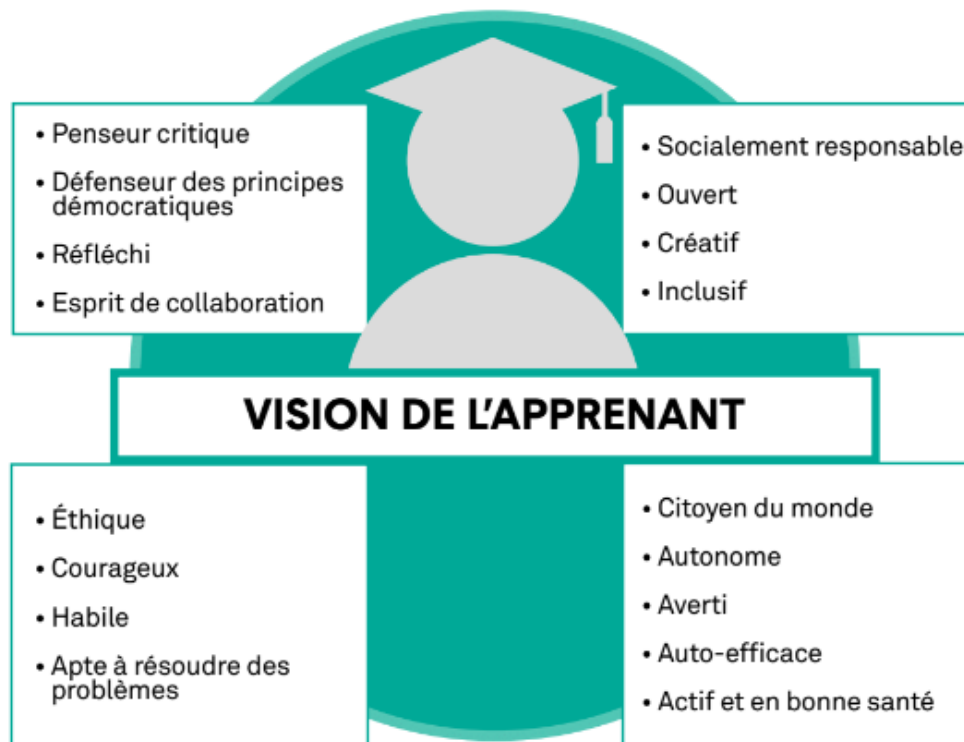 • Penseur critique
• Défenseur des principes
démocratiques
• Réfléchi
• Esprit de collaboration
• Socialement responsable
• Ouvert
• Créatif
• Inclusif
VISION DE L’APPRENANT
• Éthique
• Courageux
• Habile
• Apte à résoudre des
problèmes
• Citoyen du monde
• Autonome
• Averti
• Auto-efficace
• Actif et en bonne santé